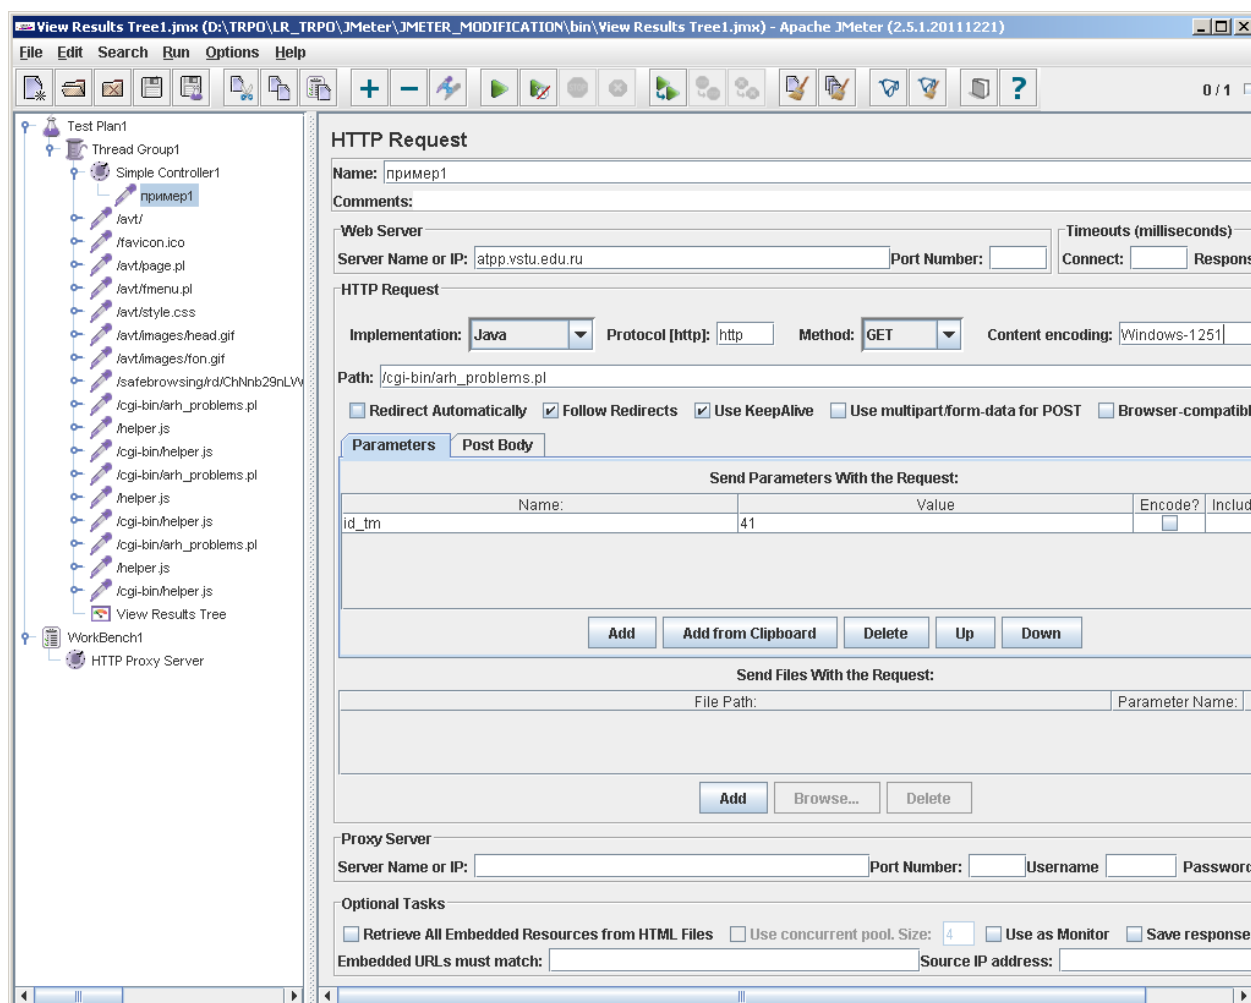 View Results Tree1.jmx (D:\TRPO\LR_TRPO\JMeter\JMETER_MODIFICATION\bin\View Results Tree1.jmx) - Apache JMeter (2.5.1.20111221)
File Edit Search Run Options Help
0 / 1
Test Plan1
Thread Group1
Simple Controller1
пример1
/avt/
/favicon.ico
/avt/page.pl
/avt/fmenu.pl
/avt/style.css
/avt/images/head.gif
/avt/images/fon.gif
/safebrowsing/rd/ChNnb29nLW
/cgi-bin/arh_problems.pl
/helper.js
/cgi-bin/helper.js
/cgi-bin/arh_problems.pl
/helper.js
/cgi-bin/helper.js
/cgi-bin/arh_problems.pl
/helper.js
/cgi-bin/helper.js
View Results Tree
WorkBench1
HTTP Proxy Server
HTTP Request
Name: пример1
Comments:
Web Server
Timeouts (milliseconds)
Server Name or IP: atpp.vstu.edu.ru Port Number: Connect: Respons
HTTP Request
Implementation: Java Protocol [http]: http Method: GET Content encoding: Windows-1251
Path: /cgi-bin/arh_problems.pl
Redirect Automatically Follow Redirects Use KeepAlive Use multipart/form-data for POST Browser-compatibl
Parameters Post Body
Send Parameters With the Request:
Name: Value Encode? Includ
id_tm 41
Add Add from Clipboard Delete Up Down
Send Files With the Request:
File Path: Parameter Name:
Add Browse... Delete
Proxy Server
Server Name or IP: Port Number: Username Password
Optional Tasks
Retrieve All Embedded Resources from HTML Files Use concurrent pool. Size: 4 Use as Monitor Save response
Embedded URLs must match: Source IP address: